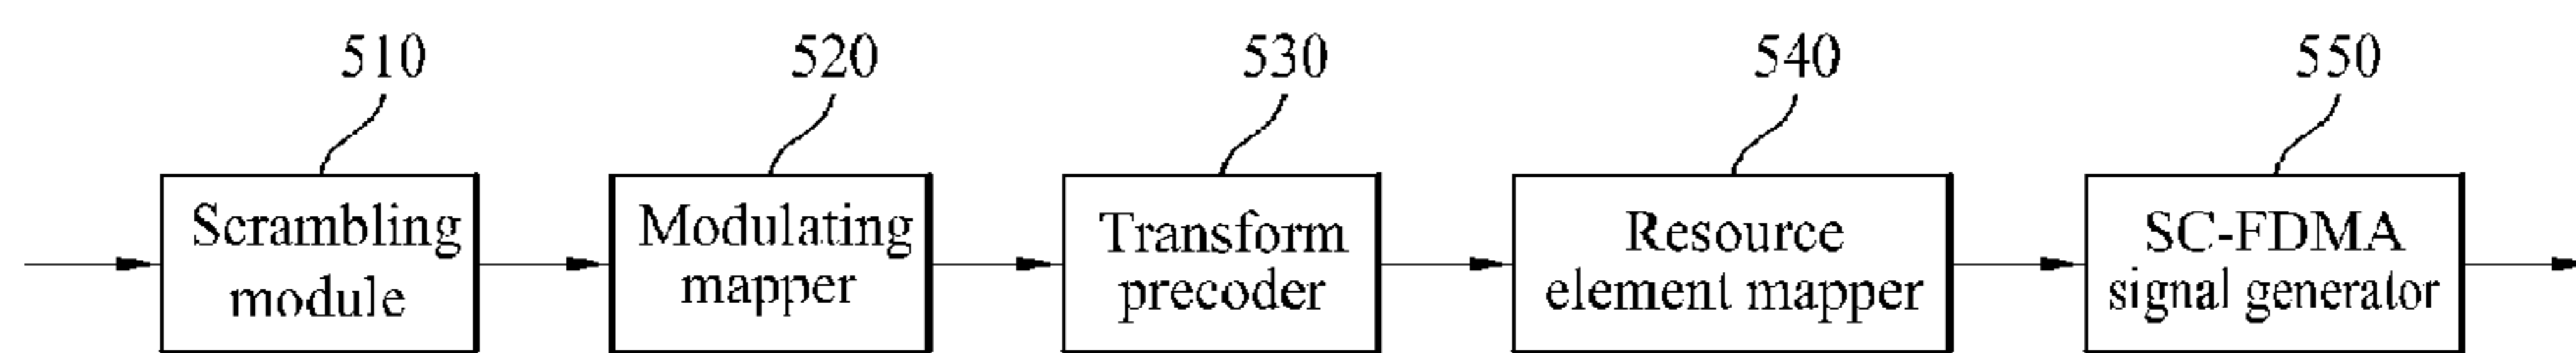 510
520
530
540
550
Scrambling
module
Modulating
mapper
Transform
precoder
Resource
element mapper
SC-FDMA
signal generator